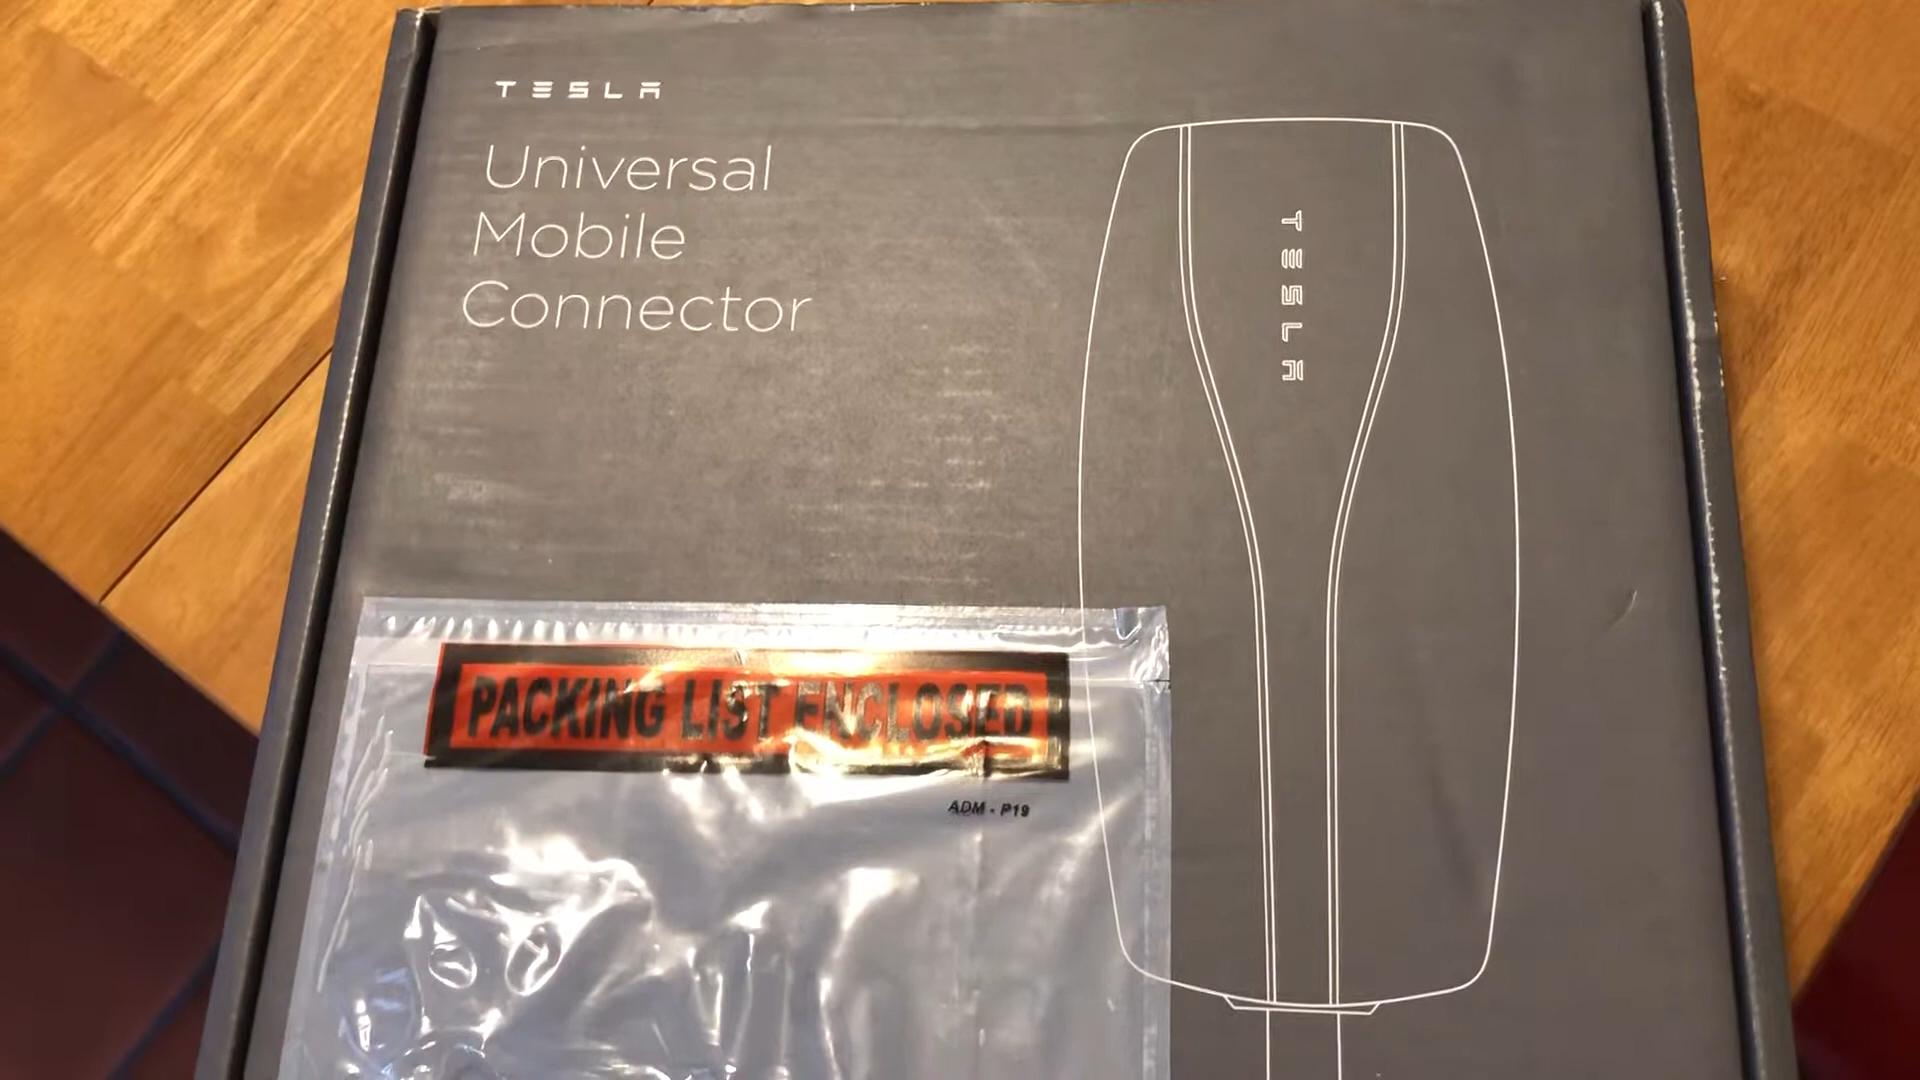 TESLA
Universal
Mobile
Connector
TESLA
PACKING LIST ENCLOSED
ADM - P19